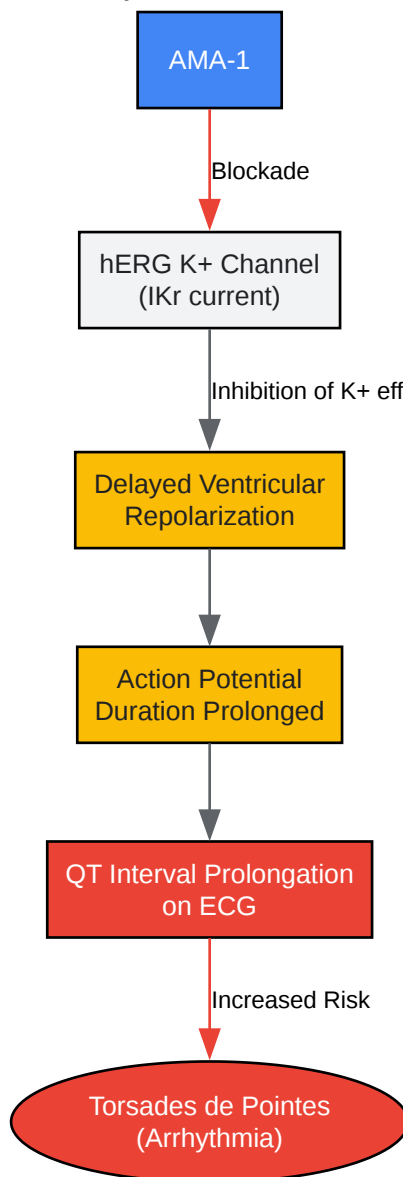 AMA-1
Blockade
hERG K+ Channel
(IKr current)
Inhibition of K+ eff
Delayed Ventricular
Repolarization
Action Potential
Duration Prolonged
QT Interval Prolongation
on ECG
Increased Risk
Torsades de Pointes
(Arrhythmia)